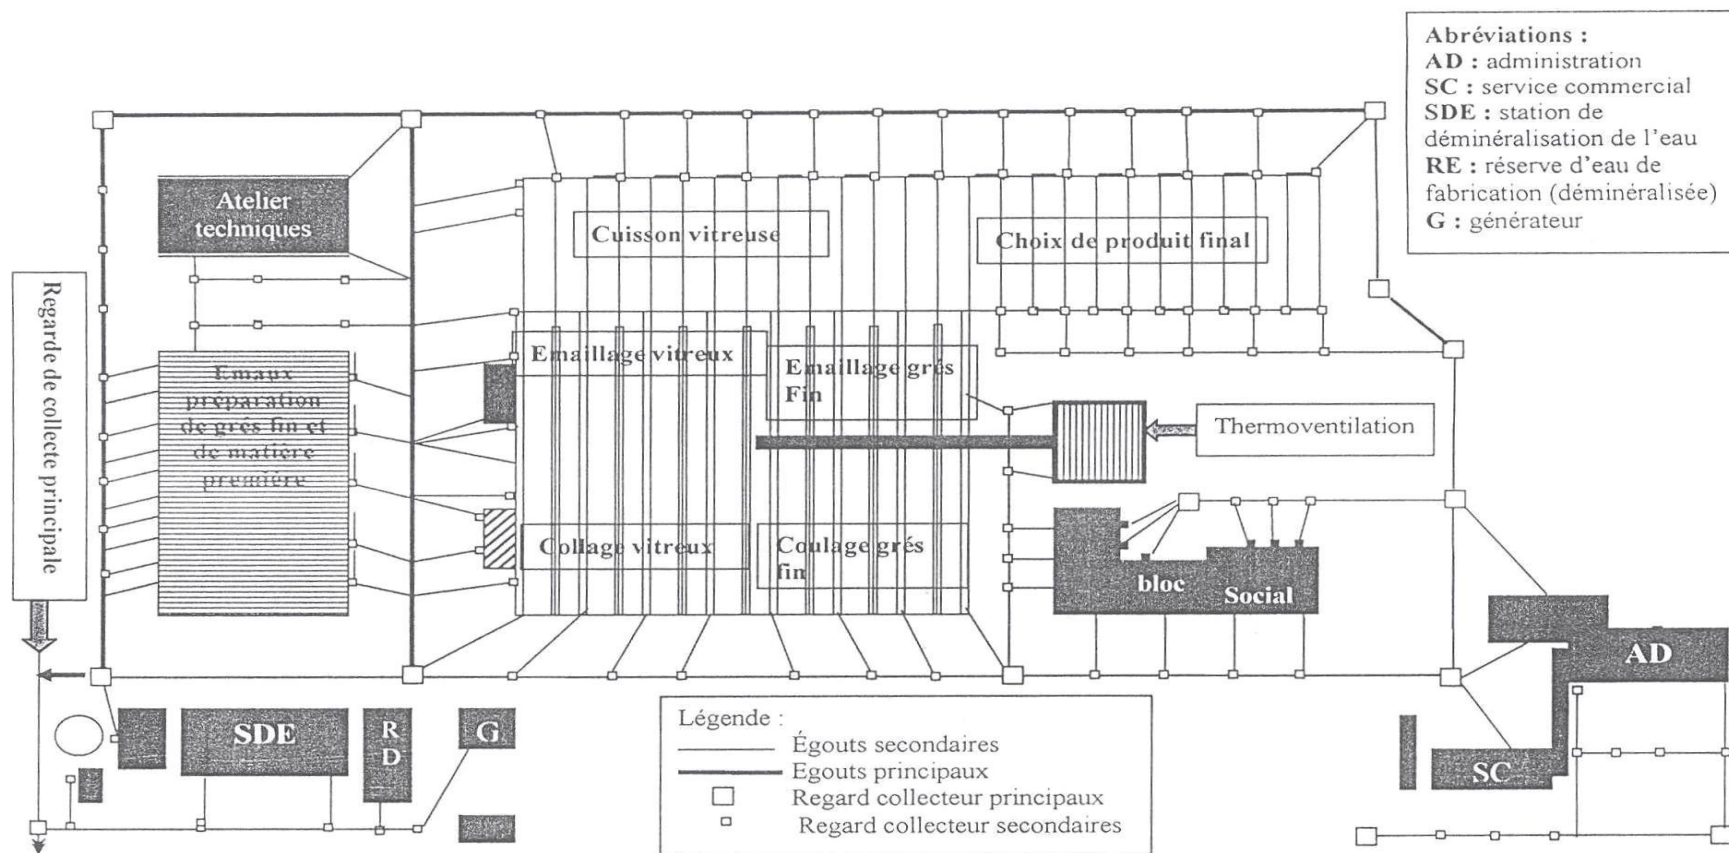 Abréviations :
AD : administration
SC : service commercial
SDE : station de
déminéralisation de l'eau
RE : réserve d'eau de
fabrication (déminéralisée)
G : générateur
Atelier
techniques
Cuisson vitreuse
Choix de produit final
Regarde de collecte principale
Emaillage vitreux
Emaillage grés
Fin
Emaux
préparation
de grés fin et
de matière
première
Thermoventilation
Collage vitreux
Coulage grés
fin
bloc
Social
AD
SDE
R
D
G
SC
Légende :
Égouts secondaires
Egouts principaux
Regard collecteur principaux
Regard collecteur secondaires